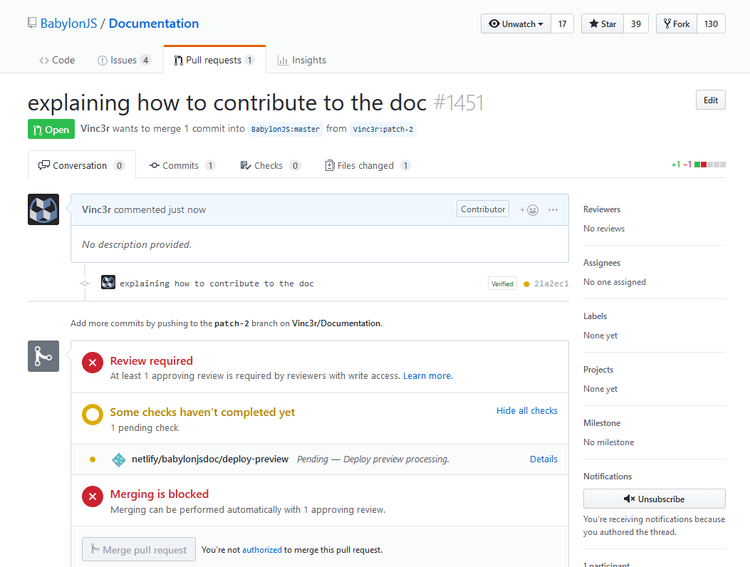 BabylonJS / Documentation
Unwatch 17 Star 39 Fork 130
Code Issues 4 Pull requests 1 Insights
explaining how to contribute to the doc #1451 Edit
Open Vinc3r wants to merge 1 commit into BabylonJS:master from Vinc3r:patch-2
Conversation 0 Commits 1 Checks 0 Files changed 1 +1 −1
Vinc3r commented just now Contributor
No description provided.
explaining how to contribute to the doc Verified 21a2ec1
Add more commits by pushing to the patch-2 branch on Vinc3r/Documentation.
Review required
At least 1 approving review is required by reviewers with write access. Learn more.
Some checks haven't completed yet Hide all checks
1 pending check
netlify/babylonjsdoc/deploy-preview Pending — Deploy preview processing. Details
Merging is blocked
Merging can be performed automatically with 1 approving review.
Merge pull request You're not authorized to merge this pull request.
Reviewers
No reviews
Assignees
No one assigned
Labels
None yet
Projects
None yet
Milestone
No milestone
Notifications
Unsubscribe
You're receiving notifications because
you authored the thread.
1 participant